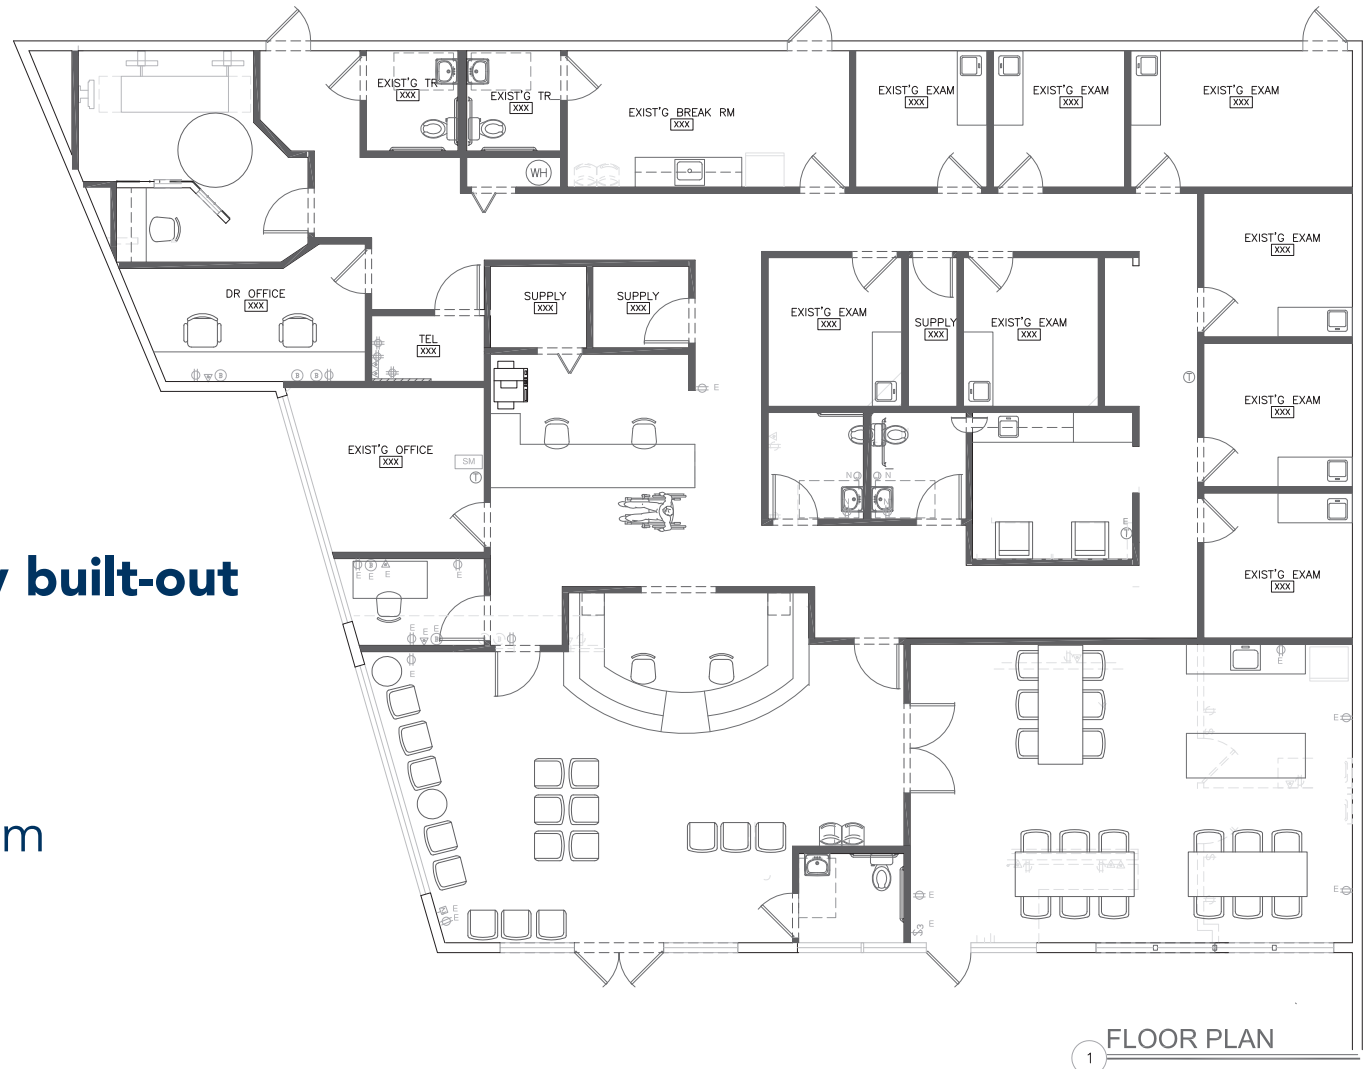 EXIST'G TR
XXX
EXIST'G TR
XXX
EXIST'G BREAK RM
XXX
EXIST'G EXAM
XXX
EXIST'G EXAM
XXX
EXIST'G EXAM
XXX
WH
EXIST'G EXAM
XXX
DR OFFICE
XXX
SUPPLY
XXX
SUPPLY
XXX
EXIST'G EXAM
XXX
SUPPLY
XXX
EXIST'G EXAM
XXX
TEL
XXX
B
B
B
E
T
EXIST'G EXAM
XXX
EXIST'G OFFICE
XXX
SM
T
N
N
E
T
y built-out
B
E
E
E
E
EXIST'G EXAM
XXX
E
E
E
B
E
E
E
E
m
E
E
E
E
E
$3
FLOOR PLAN
1